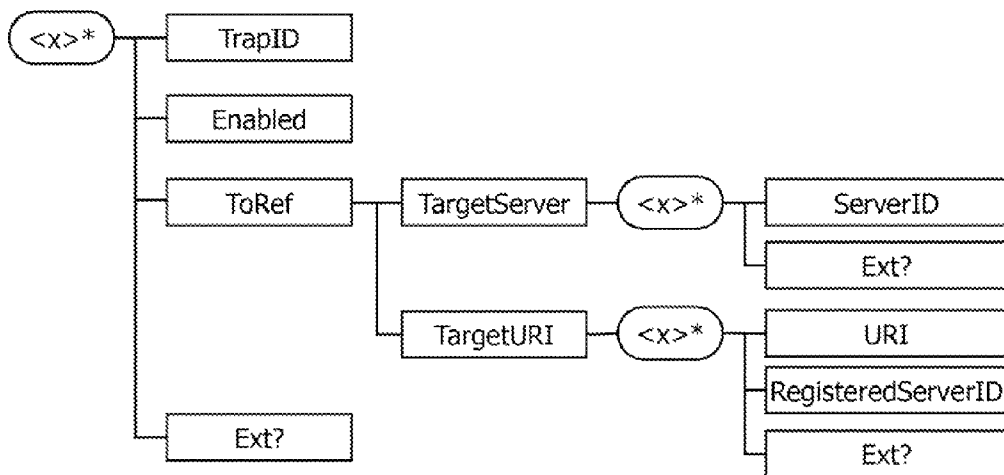 <x>*
TrapID
Enabled
ToRef
TargetServer
<x>*
ServerID
Ext?
TargetURI
<x>*
URI
RegisteredServerID
Ext?
Ext?